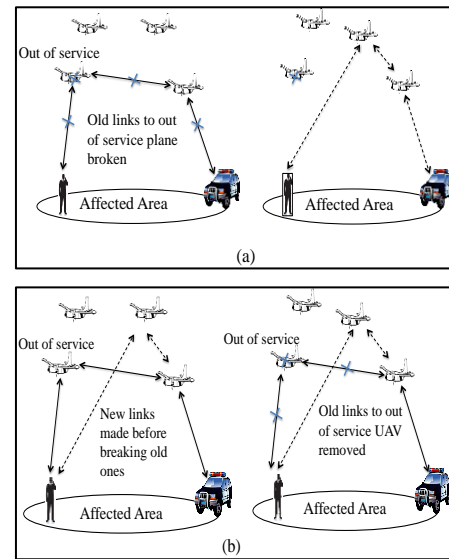 Out of service
Old links to out
of service plane
broken
Affected Area
Affected Area
(a)
Out of service
New links
made before
breaking old
ones
Affected Area
Out of service
Old links to out
of service UAV
removed
Affected Area
(b)